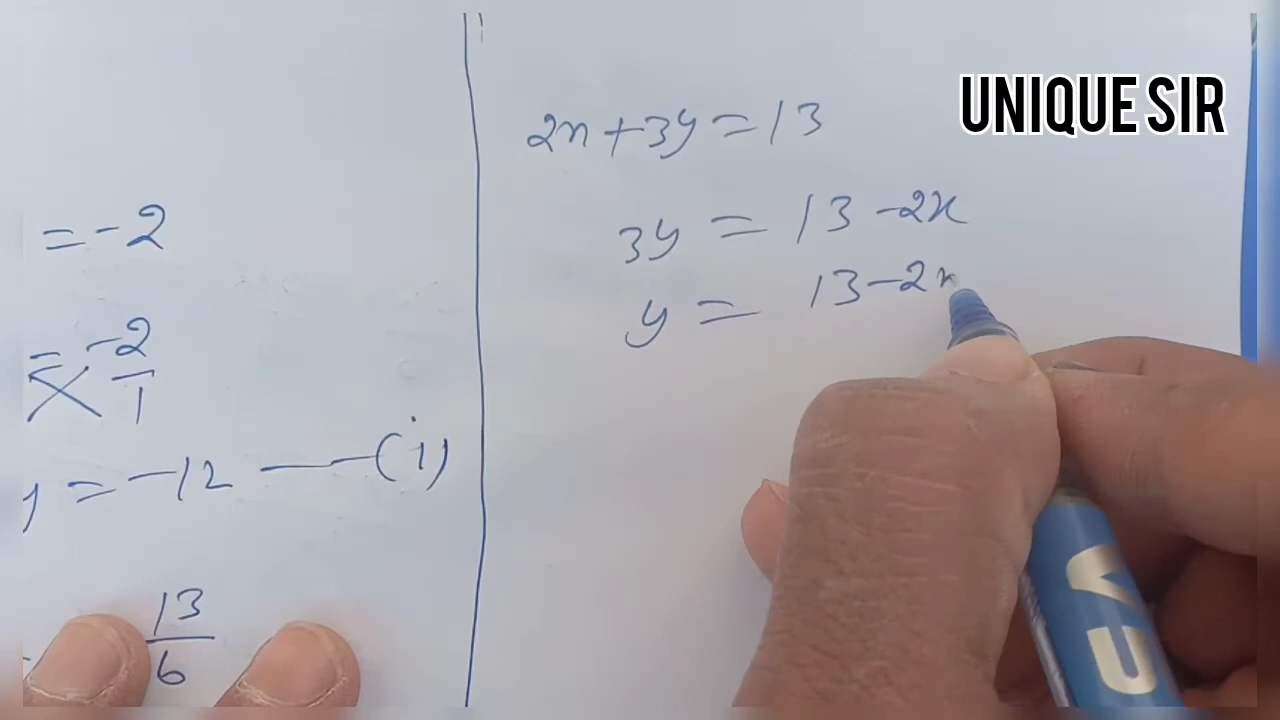 UNIQUE SIR
= -2
= -2/1
y = -12 —(i)
13/6
2x+3y=13
3y = 13-2x
y = 13-2x